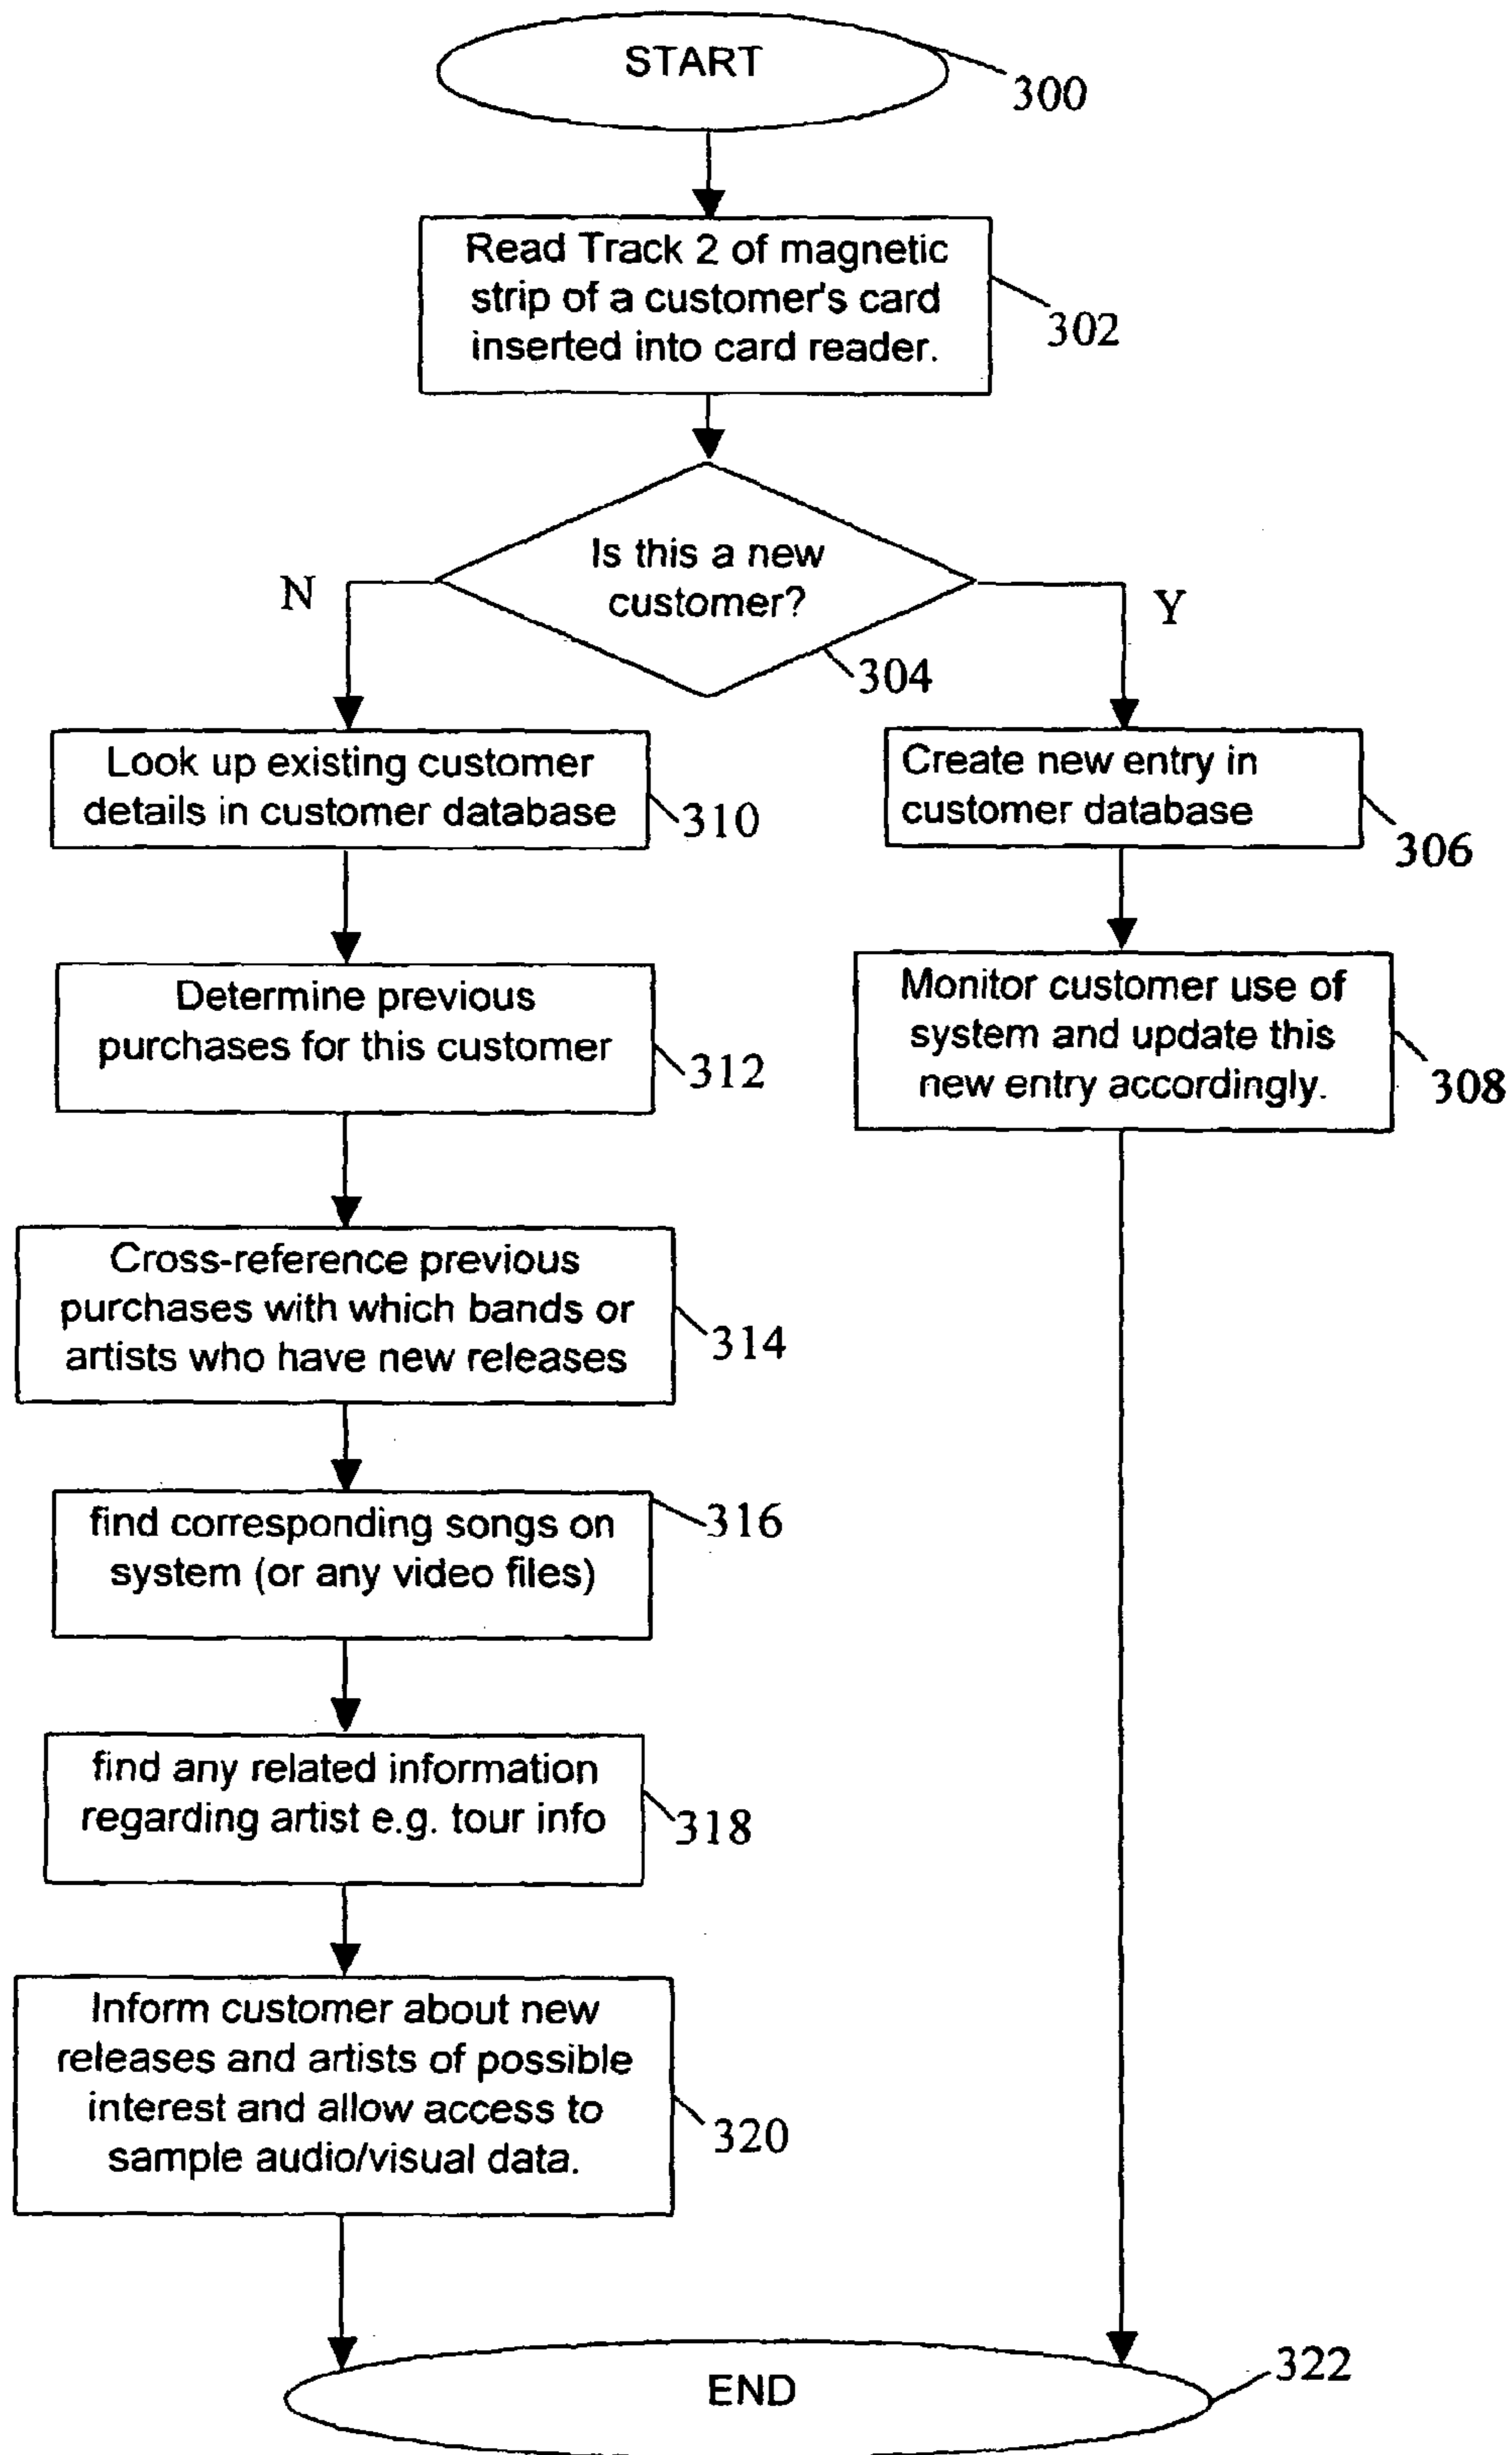 START
300
Read Track 2 of magnetic
strip of a customer's card
inserted into card reader.
302
Is this a new
customer?
304
N
Y
Look up existing customer
details in customer database
310
Create new entry in
customer database
306
Determine previous
purchases for this customer
312
Monitor customer use of
system and update this
new entry accordingly.
308
Cross-reference previous
purchases with which bands or
artists who have new releases
314
find corresponding songs on
system (or any video files)
316
find any related information
regarding artist e.g. tour info
318
Inform customer about new
releases and artists of possible
interest and allow access to
sample audio/visual data.
320
END
322